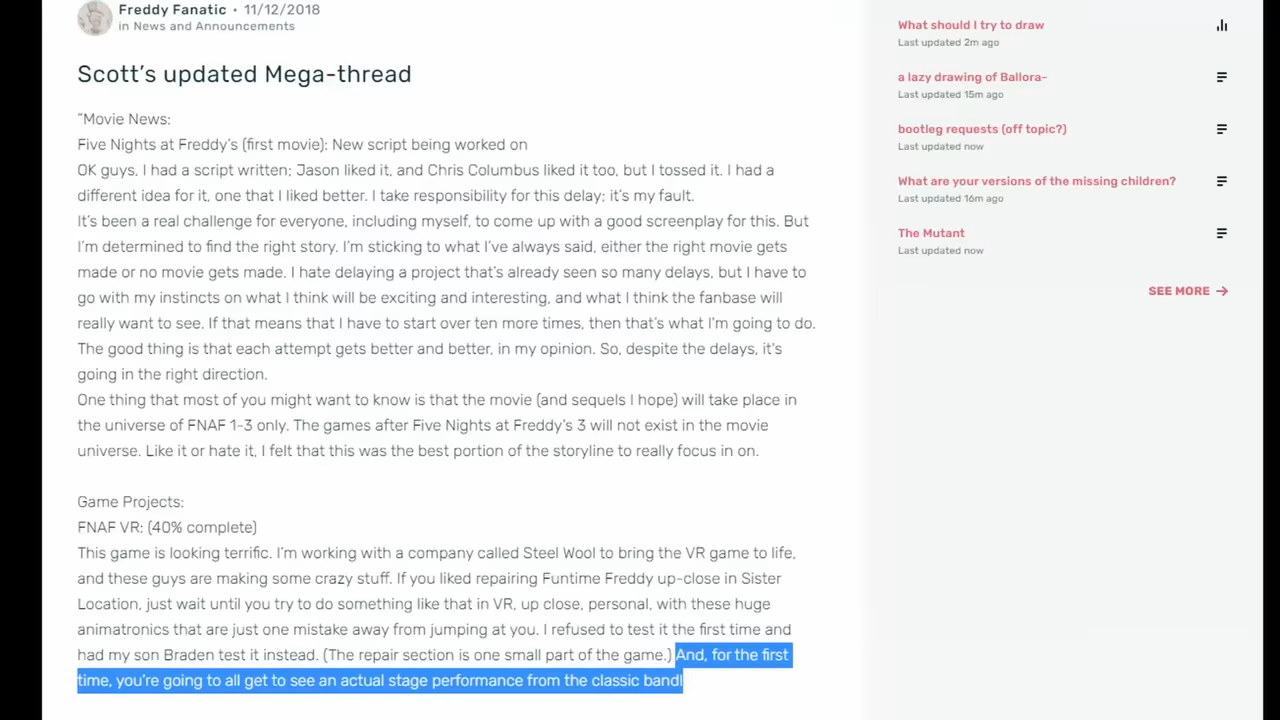 Freddy Fanatic • 11/12/2018
in News and Announcements
Scott's updated Mega-thread
"Movie News:
Five Nights at Freddy's (first movie): New script being worked on
OK guys, I had a script written; Jason liked it, and Chris Columbus liked it too, but I tossed it. I had a
different idea for it, one that I liked better. I take responsibility for this delay; it's my fault.
It's been a real challenge for everyone, including myself, to come up with a good screenplay for this. But
I'm determined to find the right story. I'm sticking to what I've always said, either the right movie gets
made or no movie gets made. I hate delaying a project that's already seen so many delays, but I have to
go with my instincts on what I think will be exciting and interesting, and what I think the fanbase will
really want to see. If that means that I have to start over ten more times, then that's what I'm going to do.
The good thing is that each attempt gets better and better, in my opinion. So, despite the delays, it's
going in the right direction.
One thing that most of you might want to know is that the movie (and sequels I hope) will take place in
the universe of FNAF 1-3 only. The games after Five Nights at Freddy's 3 will not exist in the movie
universe. Like it or hate it, I felt that this was the best portion of the storyline to really focus in on.
Game Projects:
FNAF VR: (40% complete)
This game is looking terrific. I'm working with a company called Steel Wool to bring the VR game to life,
and these guys are making some crazy stuff. If you liked repairing Funtime Freddy up-close in Sister
Location, just wait until you try to do something like that in VR, up close, personal, with these huge
animatronics that are just one mistake away from jumping at you. I refused to test it the first time and
had my son Braden test it instead. (The repair section is one small part of the game.) And, for the first
time, you're going to all get to see an actual stage performance from the classic band!
What should I try to draw
Last updated 2m ago
a lazy drawing of Ballora-
Last updated 15m ago
bootleg requests (off topic?)
Last updated now
What are your versions of the missing children?
Last updated 16m ago
The Mutant
Last updated now
SEE MORE →